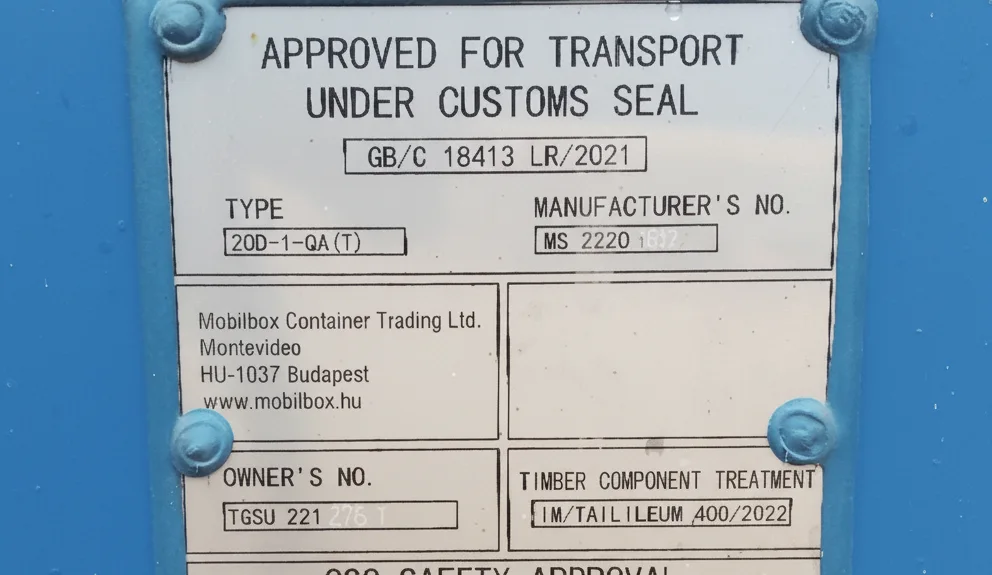 APPROVED FOR TRANSPORT
UNDER CUSTOMS SEAL
GB/C 18413 LR/2021
TYPE
20D-1-QA(T)
MANUFACTURER'S NO.
MS 2220
Mobilbox Container Trading Ltd.
Montevideo
HU-1037 Budapest
www.mobilbox.hu
OWNER'S NO.
TGSU 221
TIMBER COMPONENT TREATMENT
IM/TAILILEUM 400/2022